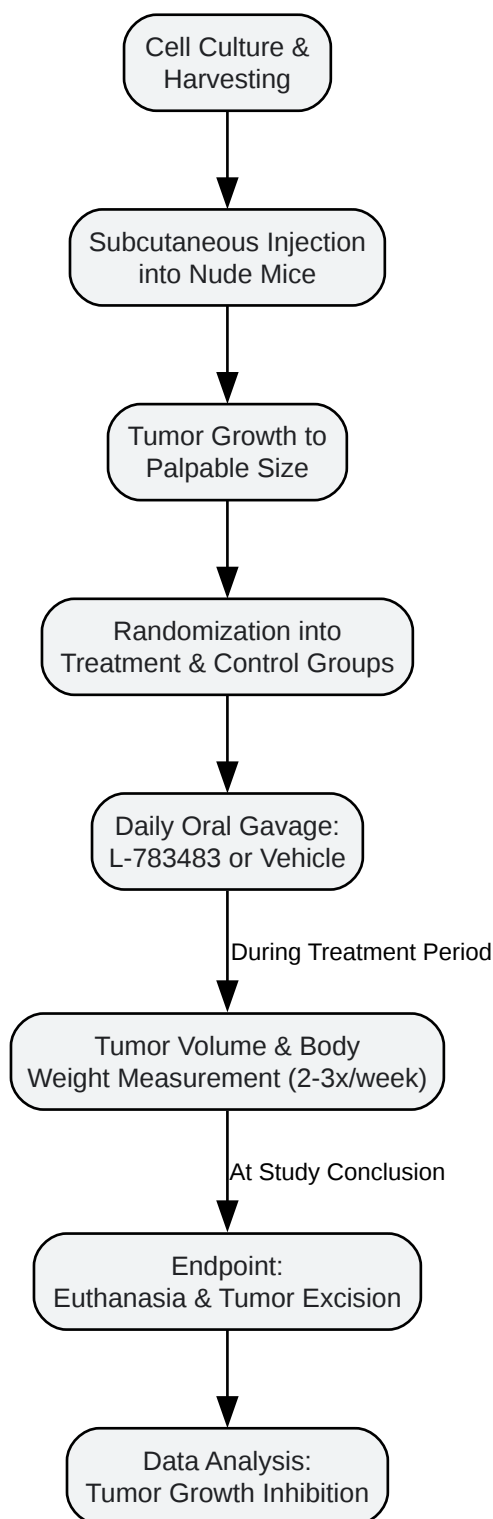 Cell Culture &
Harvesting
Subcutaneous Injection
into Nude Mice
Tumor Growth to
Palpable Size
Randomization into
Treatment & Control Groups
Daily Oral Gavage:
L-783483 or Vehicle
During Treatment Period
Tumor Volume & Body
Weight Measurement (2-3x/week)
At Study Conclusion
Endpoint:
Euthanasia & Tumor Excision
Data Analysis:
Tumor Growth Inhibition